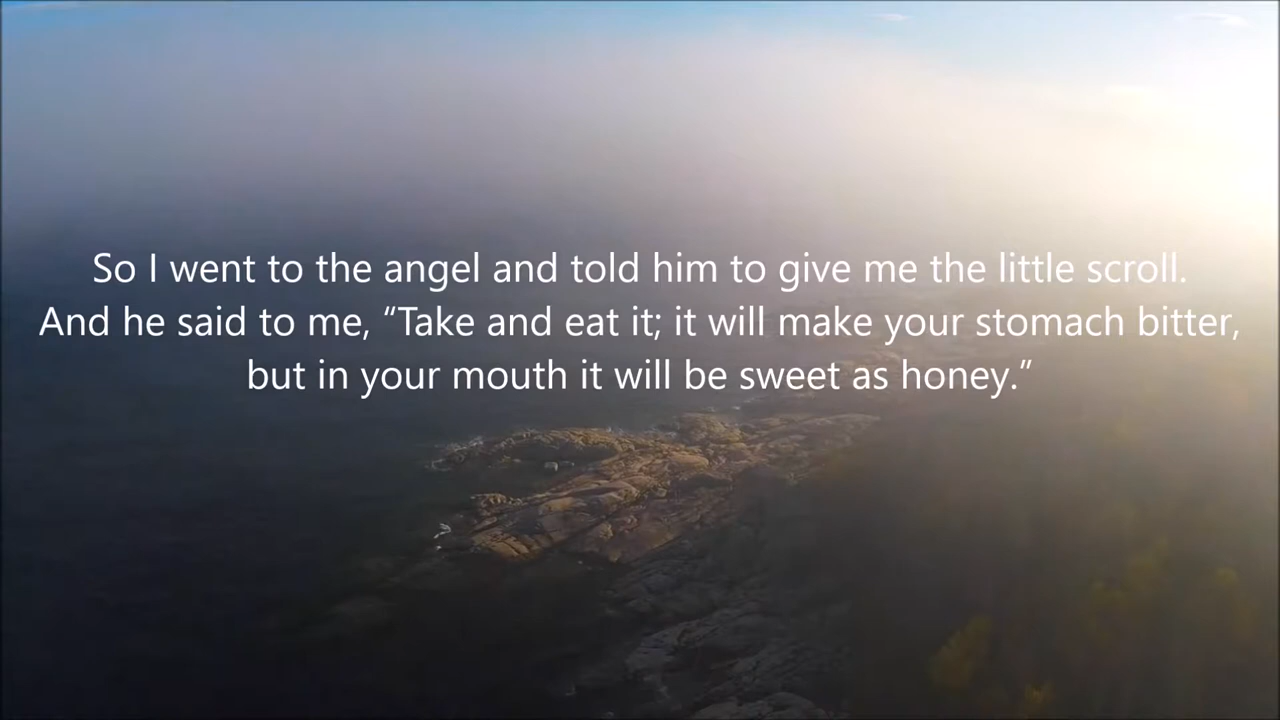 So I went to the angel and told him to give me the little scroll.
And he said to me, “Take and eat it; it will make your stomach bitter,
but in your mouth it will be sweet as honey.”